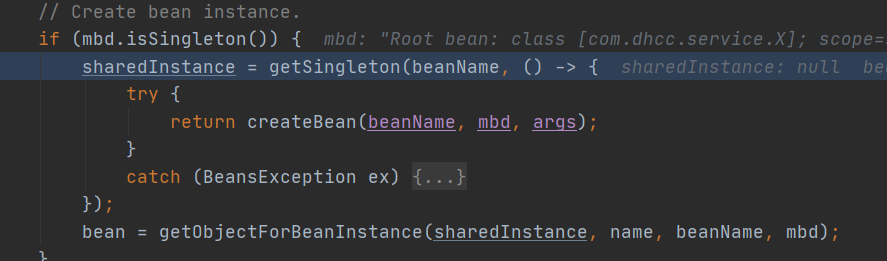 // Create bean instance.
if (mbd.isSingleton()) {  mbd: "Root bean: class [com.dhcc.service.X]; scope=
sharedInstance = getSingleton(beanName, () -> {  sharedInstance: null
try {
return createBean(beanName, mbd, args);
}
catch (BeansException ex) {...}
});
bean = getObjectForBeanInstance(sharedInstance, name, beanName, mbd);
}